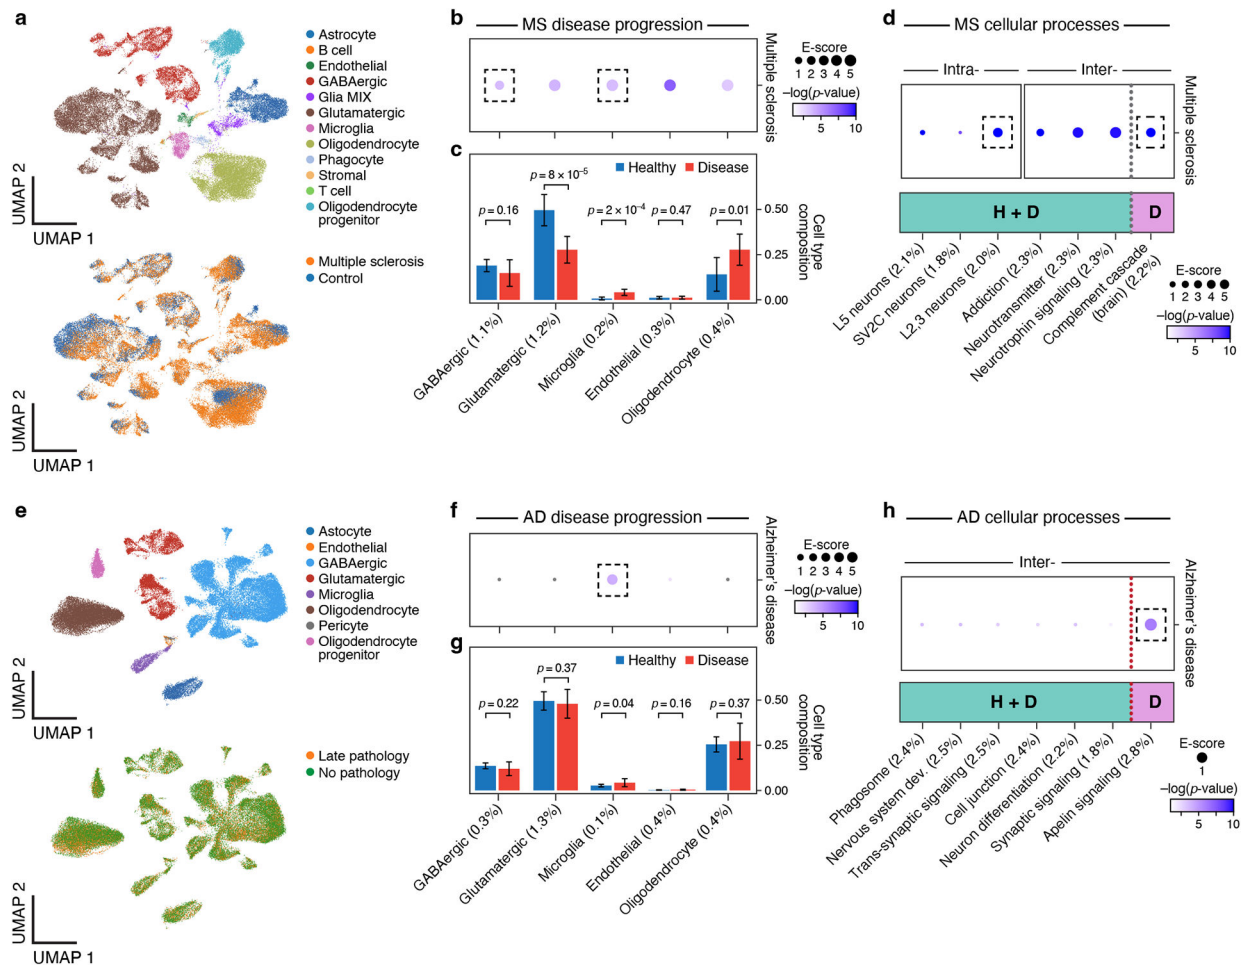 a
Astrocyte
B cell
Endothelial
GABAergic
Glia MIX
Glutamatergic
Microglia
Oligodendrocyte
Phagocyte
Stromal
T cell
Oligodendrocyte
progenitor
UMAP 2
UMAP 1
Multiple sclerosis
Control
UMAP 2
UMAP 1
b
MS disease progression
Multiple sclerosis
E-score
1 2 3 4 5
−log(p-value)
5 10
c
Healthy Disease
p = 0.16
p = 8 × 10⁻⁵
p = 2 × 10⁻⁴
p = 0.47
p = 0.01
0.50
0.25
0.00
Cell type
composition
GABAergic (1.1%)
Glutamatergic (1.2%)
Microglia (0.2%)
Endothelial (0.3%)
Oligodendrocyte (0.4%)
d
MS cellular processes
Intra-
Inter-
Multiple sclerosis
H + D
D
L5 neurons (2.1%)
SV2C neurons (1.8%)
L2,3 neurons (2.0%)
Addiction (2.3%)
Neurotransmitter (2.3%)
Neurotrophin signaling (2.3%)
Complement cascade
(brain) (2.2%)
E-score
1 2 3 4 5
−log(p-value)
5 10
e
Astocyte
Endothelial
GABAergic
Glutamatergic
Microglia
Oligodendrocyte
Pericyte
Oligodendrocyte
progenitor
Late pathology
No pathology
UMAP 2
UMAP 1
f
AD disease progression
Alzheimer's disease
E-score
1 2 3 4 5
−log(p-value)
5 10
g
Healthy Disease
p = 0.22
p = 0.37
p = 0.04
p = 0.16
p = 0.37
0.50
0.25
0.00
Cell type
composition
GABAergic (0.3%)
Glutamatergic (1.3%)
Microglia (0.1%)
Endothelial (0.4%)
Oligodendrocyte (0.4%)
h
AD cellular processes
Inter-
Alzheimer's disease
H + D
D
Phagosome (2.4%)
Nervous system dev. (2.5%)
Trans-synaptic signaling (2.5%)
Cell junction (2.4%)
Neuron differentiation (2.2%)
Synaptic signaling (1.8%)
Apelin signaling (2.8%)
E-score
1
−log(p-value)
5 10